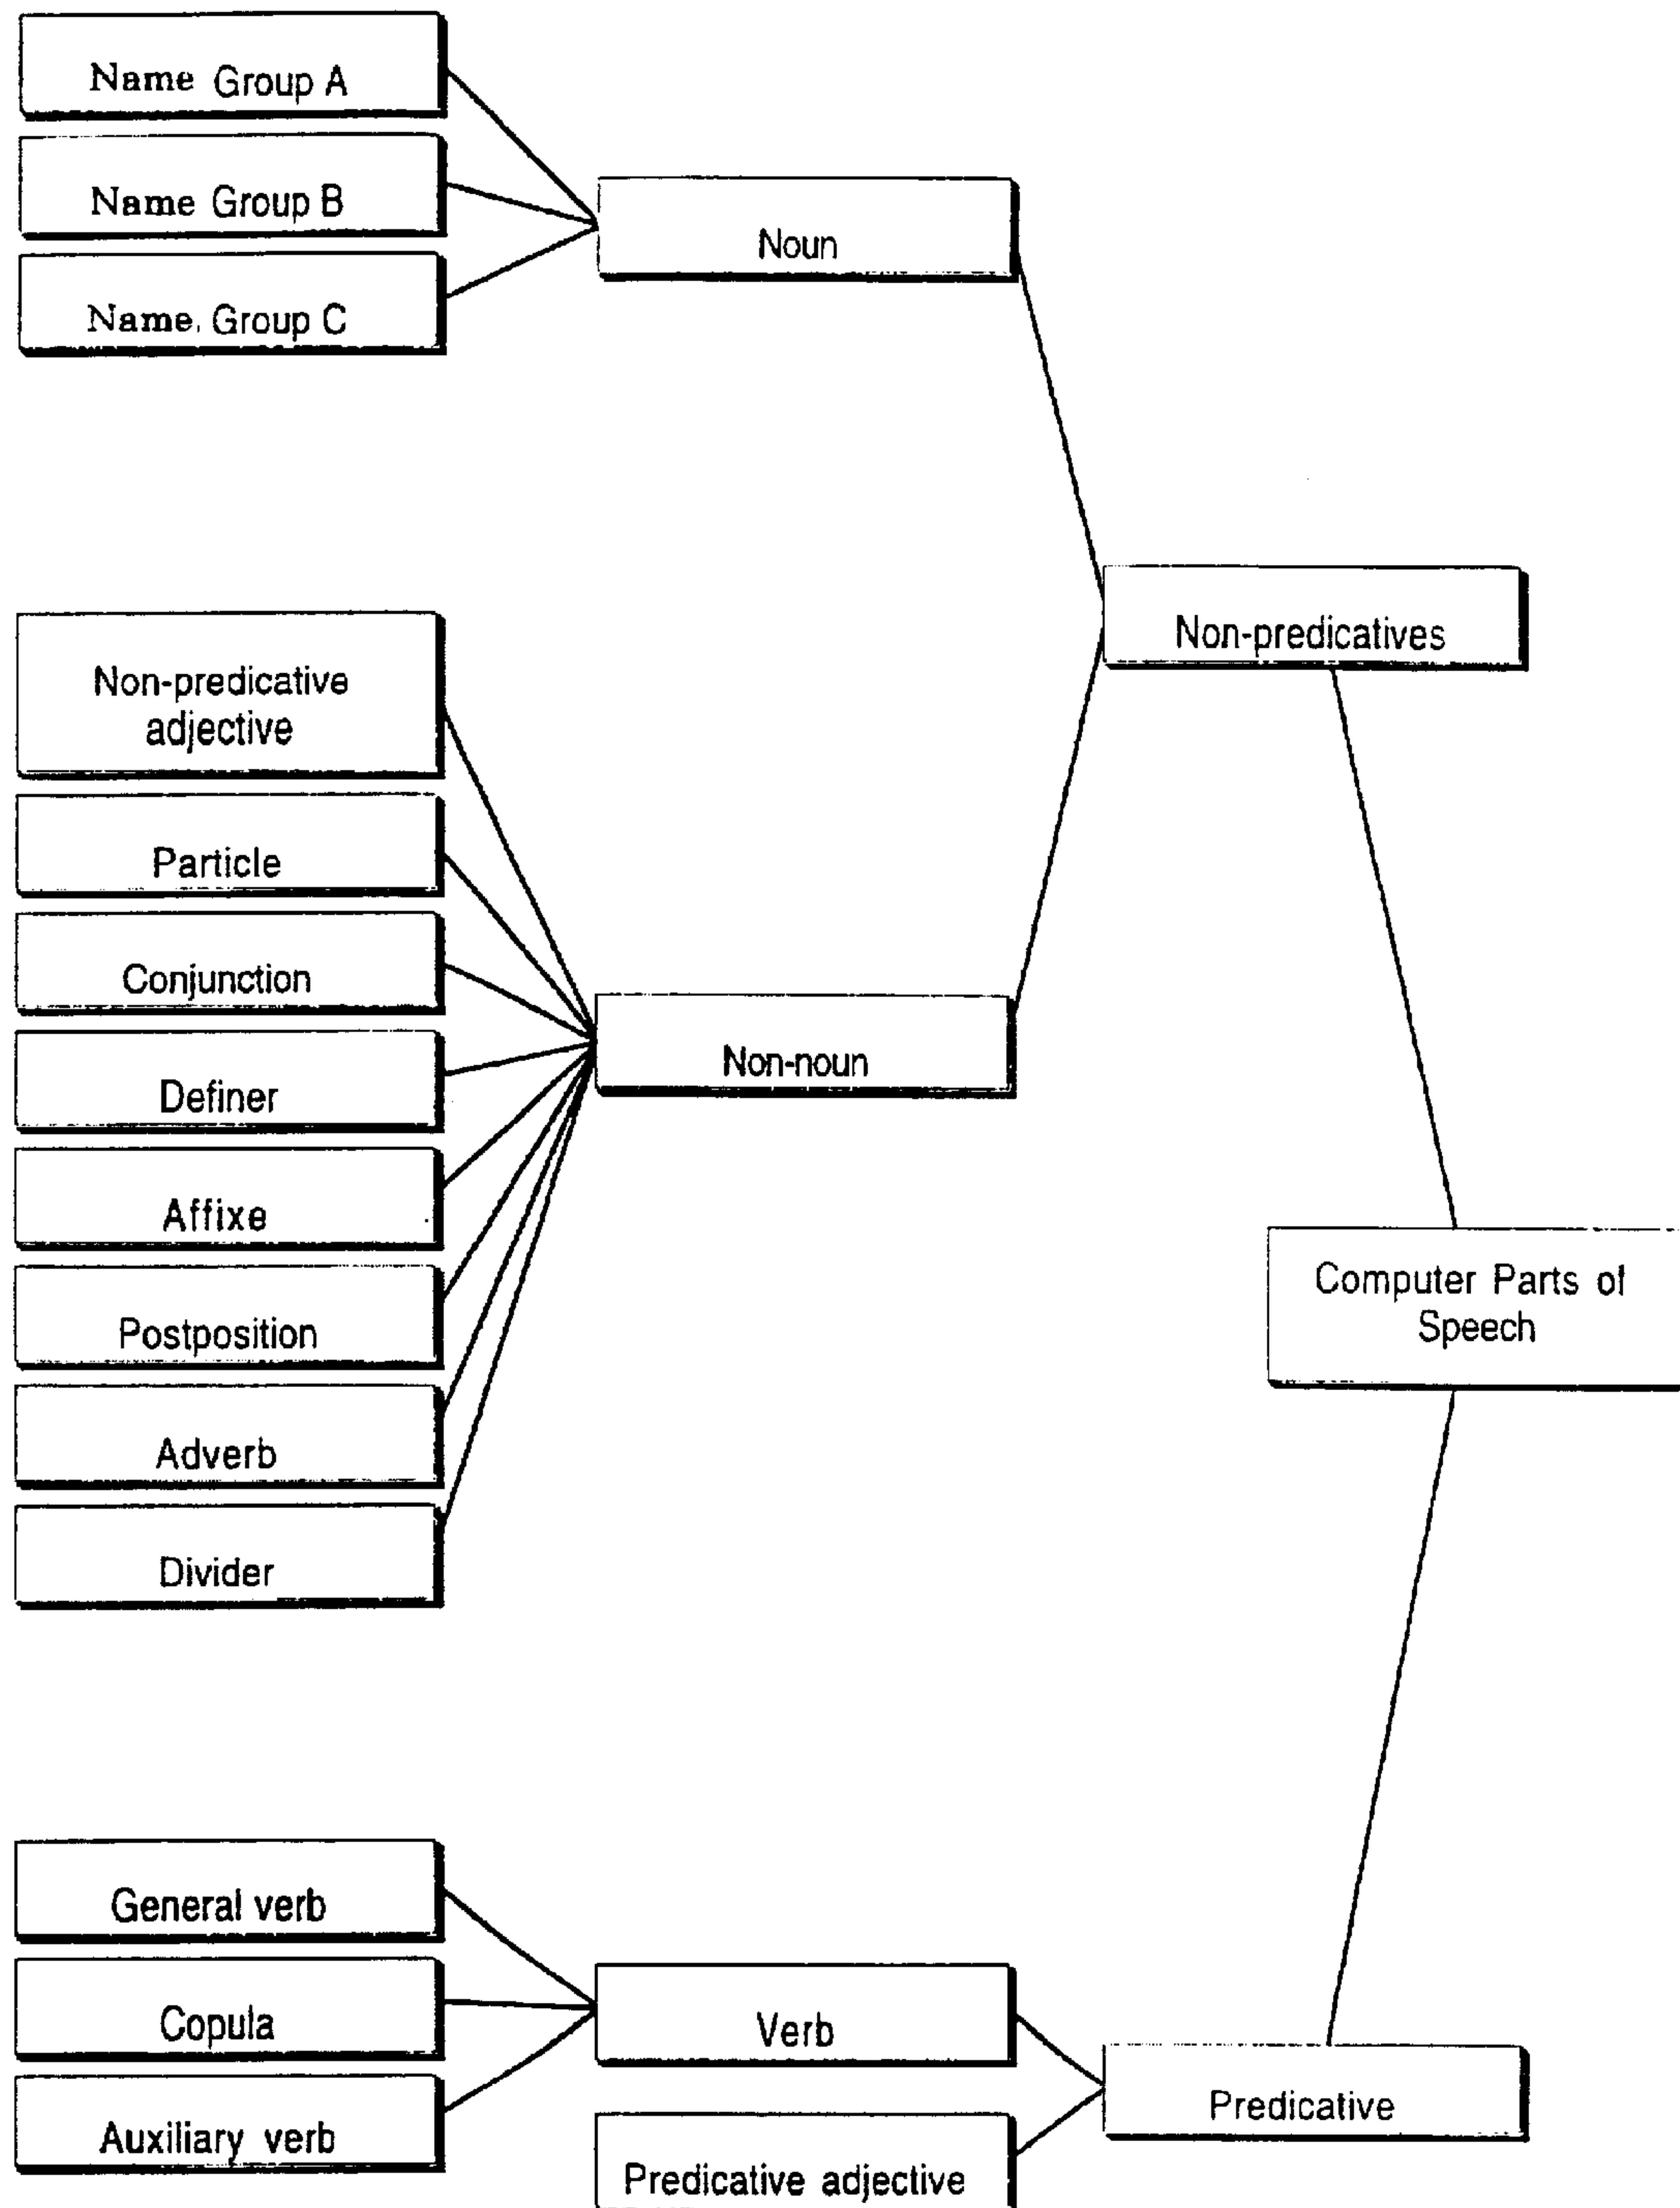 Name Group A
Name Group B
Noun
Name Group C
Non-predicatives
Non-predicative
adjective
Particle
Conjunction
Non-noun
Definer
Affixe
Computer Parts of
Speech
Postposition
Adverb
Divider
General verb
Copula
Verb
Predicative
Auxiliary verb
Predicative adjective